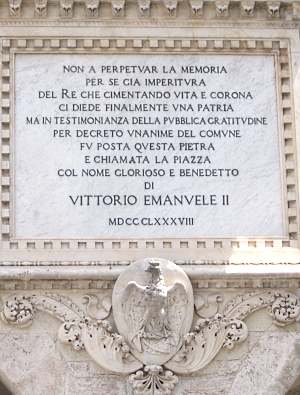 NON A PERPETVAR LA MEMORIA
PER SE GIA IMPERITVRA
DEL RE CHE CIMENTANDO VITA E CORONA
CI DIEDE FINALMENTE VNA PATRIA
MA IN TESTIMONIANZA DELLA PVBBLICA GRATITVDINE
PER DECRETO VNANIME DEL COMVNE
FV POSTA QVESTA PIETRA
E CHIAMATA LA PIAZZA
COL NOME GLORIOSO E BENEDETTO
DI
VITTORIO EMANVELE II
MDCCCLXXXVIII